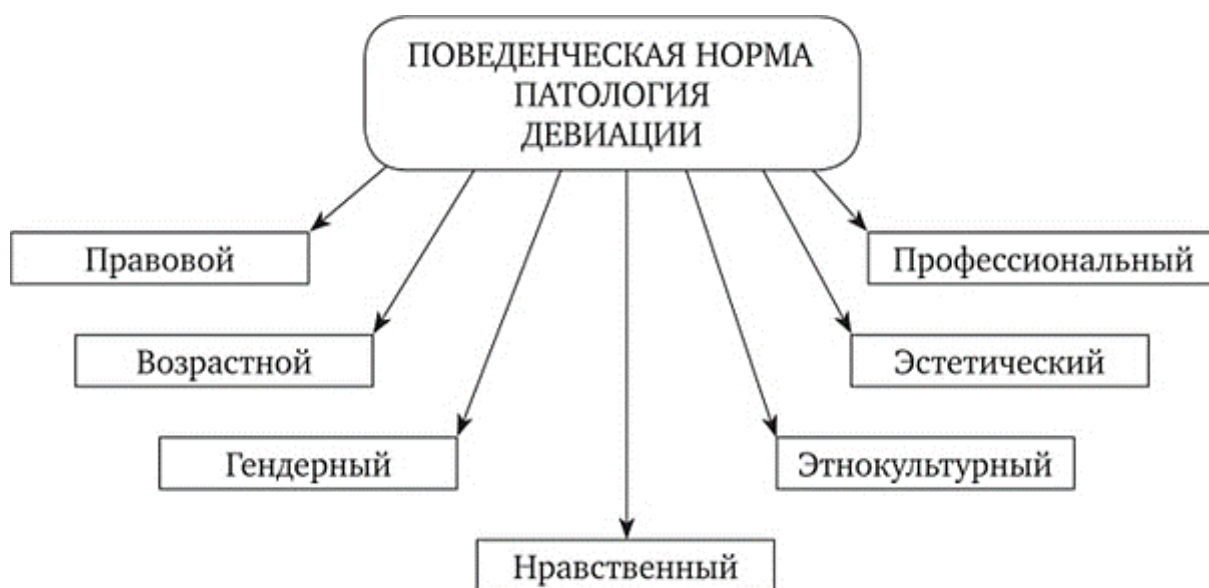 ПОВЕДЕНЧЕСКАЯ НОРМА
ПАТОЛОГИЯ
ДЕВИАЦИИ
Правовой
Профессиональный
Возрастной
Эстетический
Гендерный
Этнокультурный
Нравственный